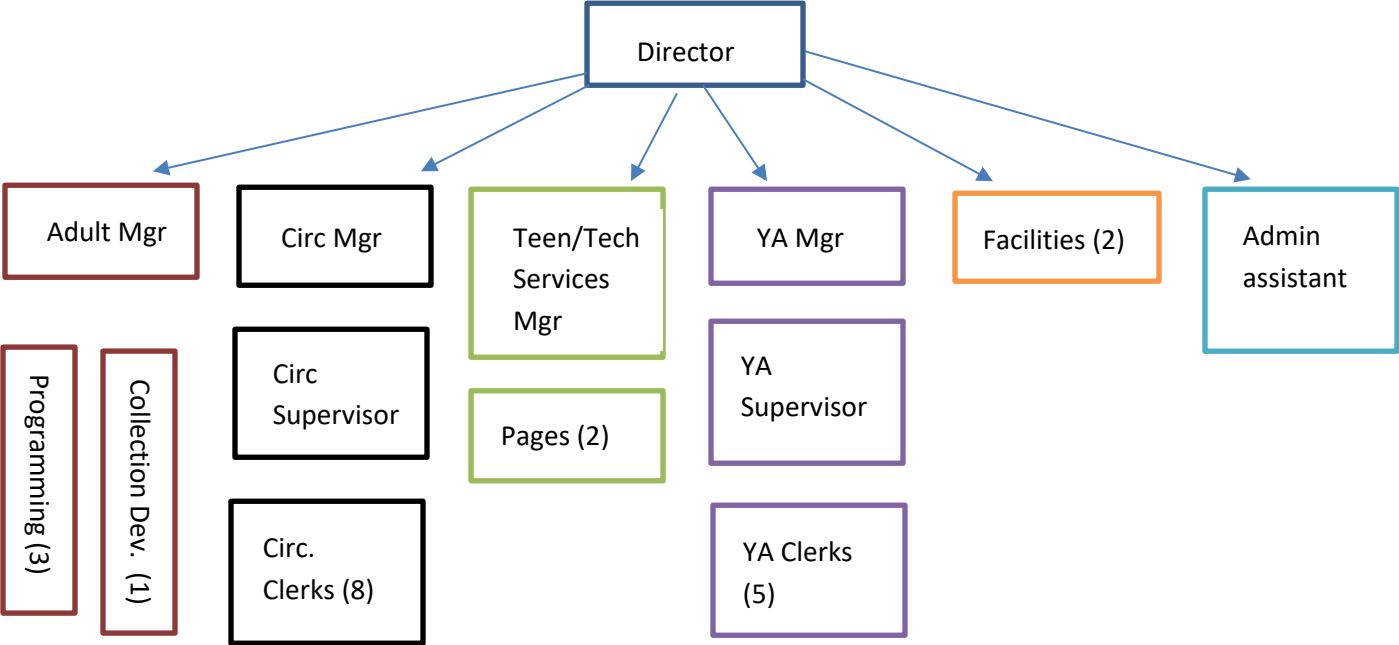 Director
Adult Mgr
Circ Mgr
Teen/Tech
Services
Mgr
YA Mgr
Facilities (2)
Admin
assistant
Programming (3)
Collection Dev. (1)
Circ
Supervisor
Pages (2)
YA
Supervisor
Circ.
Clerks (8)
YA Clerks
(5)